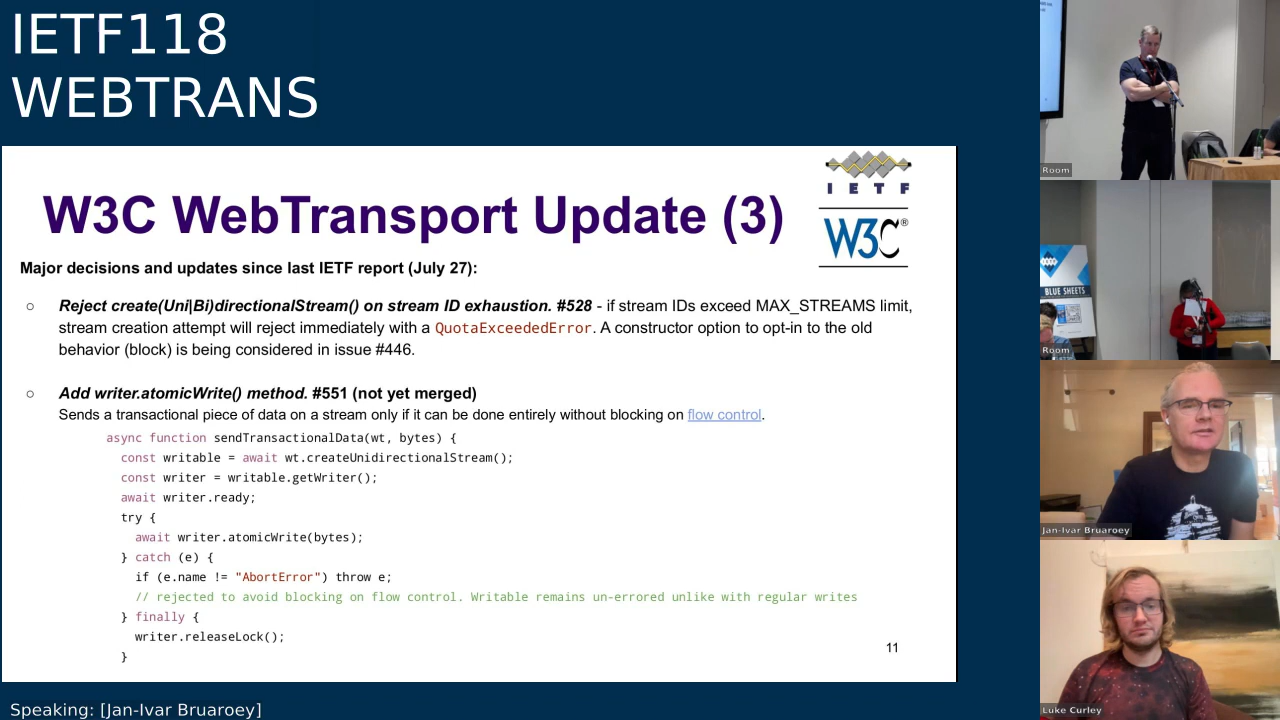 IETF118
WEBTRANS
I E T F
W3C®
W3C WebTransport Update (3)
Major decisions and updates since last IETF report (July 27):
○ Reject create(Uni|Bi)directionalStream() on stream ID exhaustion. #528 - if stream IDs exceed MAX_STREAMS limit,
stream creation attempt will reject immediately with a QuotaExceededError. A constructor option to opt-in to the old
behavior (block) is being considered in issue #446.
○ Add writer.atomicWrite() method. #551 (not yet merged)
Sends a transactional piece of data on a stream only if it can be done entirely without blocking on flow control.
async function sendTransactionalData(wt, bytes) {
const writable = await wt.createUnidirectionalStream();
const writer = writable.getWriter();
await writer.ready;
try {
await writer.atomicWrite(bytes);
} catch (e) {
if (e.name != "AbortError") throw e;
// rejected to avoid blocking on flow control. Writable remains un-errored unlike with regular writes
} finally {
writer.releaseLock();
}
11
Speaking: [Jan-Ivar Bruaroey]
Room
BLUE SHEETS
Room
Jan-Ivar Bruaroey
Luke Curley